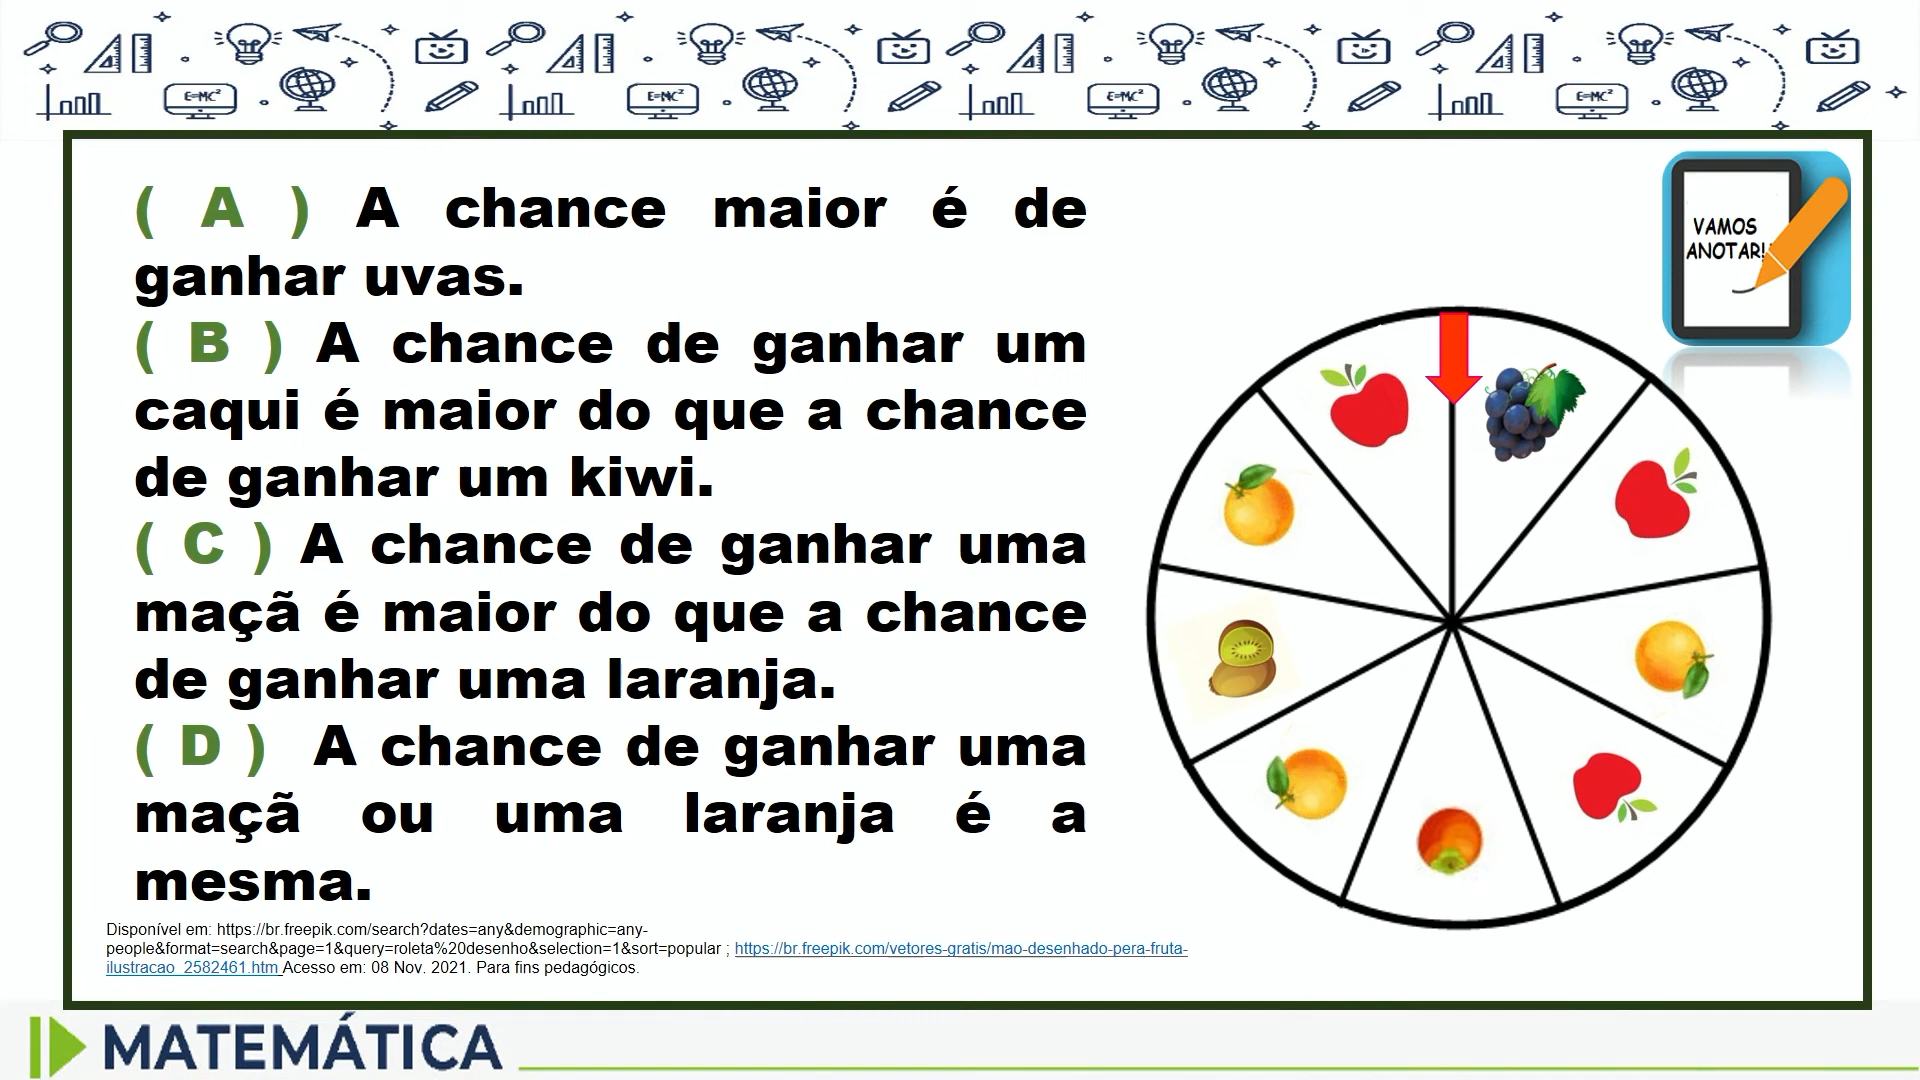 E=MC²
E=MC²
E=MC²
E=MC²
VAMOS
ANOTAR!
( A ) A chance maior é de
ganhar uvas.
( B ) A chance de ganhar um
caqui é maior do que a chance
de ganhar um kiwi.
( C ) A chance de ganhar uma
maçã é maior do que a chance
de ganhar uma laranja.
( D ) A chance de ganhar uma
maçã ou uma laranja é a
mesma.
Disponível em: https://br.freepik.com/search?dates=any&demographic=any-
people&format=search&page=1&query=roleta%20desenho&selection=1&sort=popular ; https://br.freepik.com/vetores-gratis/mao-desenhado-pera-fruta-
ilustracao_2582461.htm Acesso em: 08 Nov. 2021. Para fins pedagógicos.
MATEMÁTICA